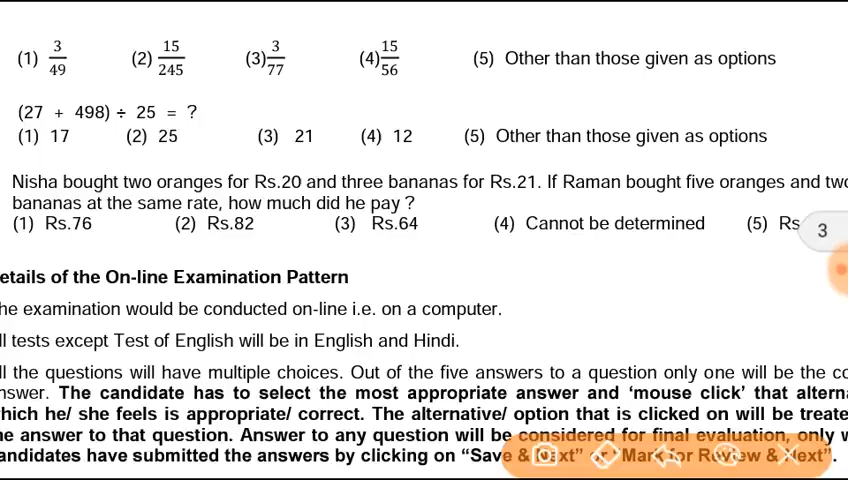 (1) 3/49 (2) 15/245 (3) 3/77 (4) 15/56 (5) Other than those given as options
(27 + 498) ÷ 25 = ?
(1) 17 (2) 25 (3) 21 (4) 12 (5) Other than those given as options
Nisha bought two oranges for Rs.20 and three bananas for Rs.21. If Raman bought five oranges and two
bananas at the same rate, how much did he pay ?
(1) Rs.76 (2) Rs.82 (3) Rs.64 (4) Cannot be determined (5) Rs
3
etails of the On-line Examination Pattern
he examination would be conducted on-line i.e. on a computer.
ll tests except Test of English will be in English and Hindi.
ll the questions will have multiple choices. Out of the five answers to a question only one will be the co
nswer. The candidate has to select the most appropriate answer and ‘mouse click’ that alterna
hich he/ she feels is appropriate/ correct. The alternative/ option that is clicked on will be treate
he answer to that question. Answer to any question will be considered for final evaluation, only w
andidates have submitted the answers by clicking on “Save & Next” or “Mark for Review & Next”.